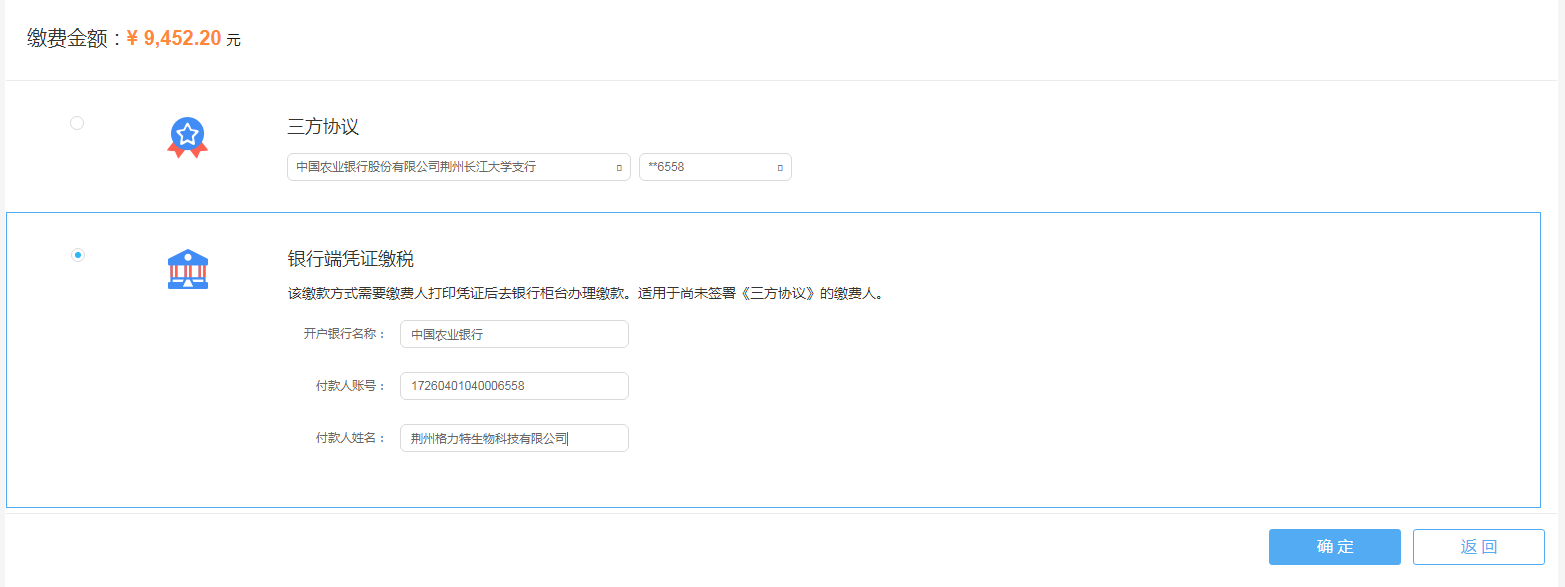 缴费金额：¥ 9,452.20 元
三方协议
中国农业银行股份有限公司荆州长江大学支行 **6558
银行端凭证缴税
该缴款方式需要缴费人打印凭证后去银行柜台办理缴款。适用于尚未签署《三方协议》的缴费人。
开户银行名称： 中国农业银行
付款人账号： 17260401040006558
付款人姓名： 荆州格力特生物科技有限公司
确定 返回